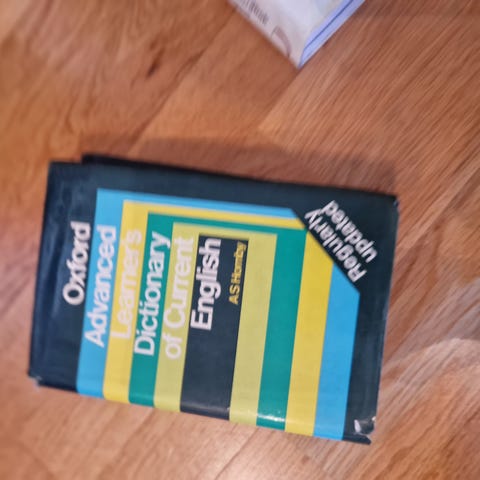 Oxford
Advanced
Learner's
Dictionary
of Current
English
A S Hornby
Regularly
updated